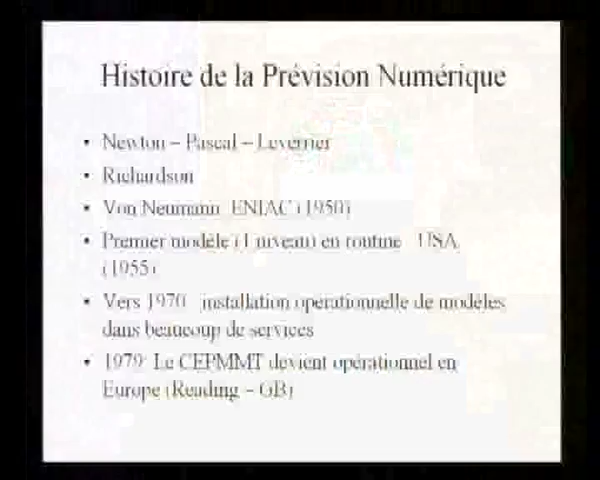 Histoire de la Prévision Numérique
• Newton – Pascal – Leverrier
• Richardson
• Von Neumann ENIAC (1950)
• Premier modèle (1 niveau) en routine USA
(1955)
• Vers 1970 installation opérationnelle de modèles
dans beaucoup de services
• 1979: Le CEPMMT devient opérationnel en
Europe (Reading – GB)